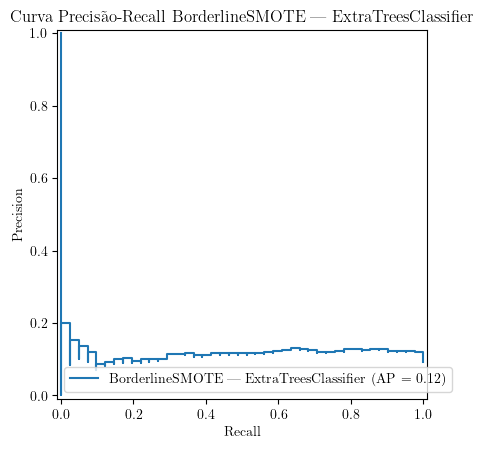 Curva Precisão-Recall BorderlineSMOTE — ExtraTreesClassifier
1.0
0.8
0.6
0.4
0.2
0.0
Precision
BorderlineSMOTE — ExtraTreesClassifier (AP = 0.12)
0.0 0.2 0.4 0.6 0.8 1.0
Recall